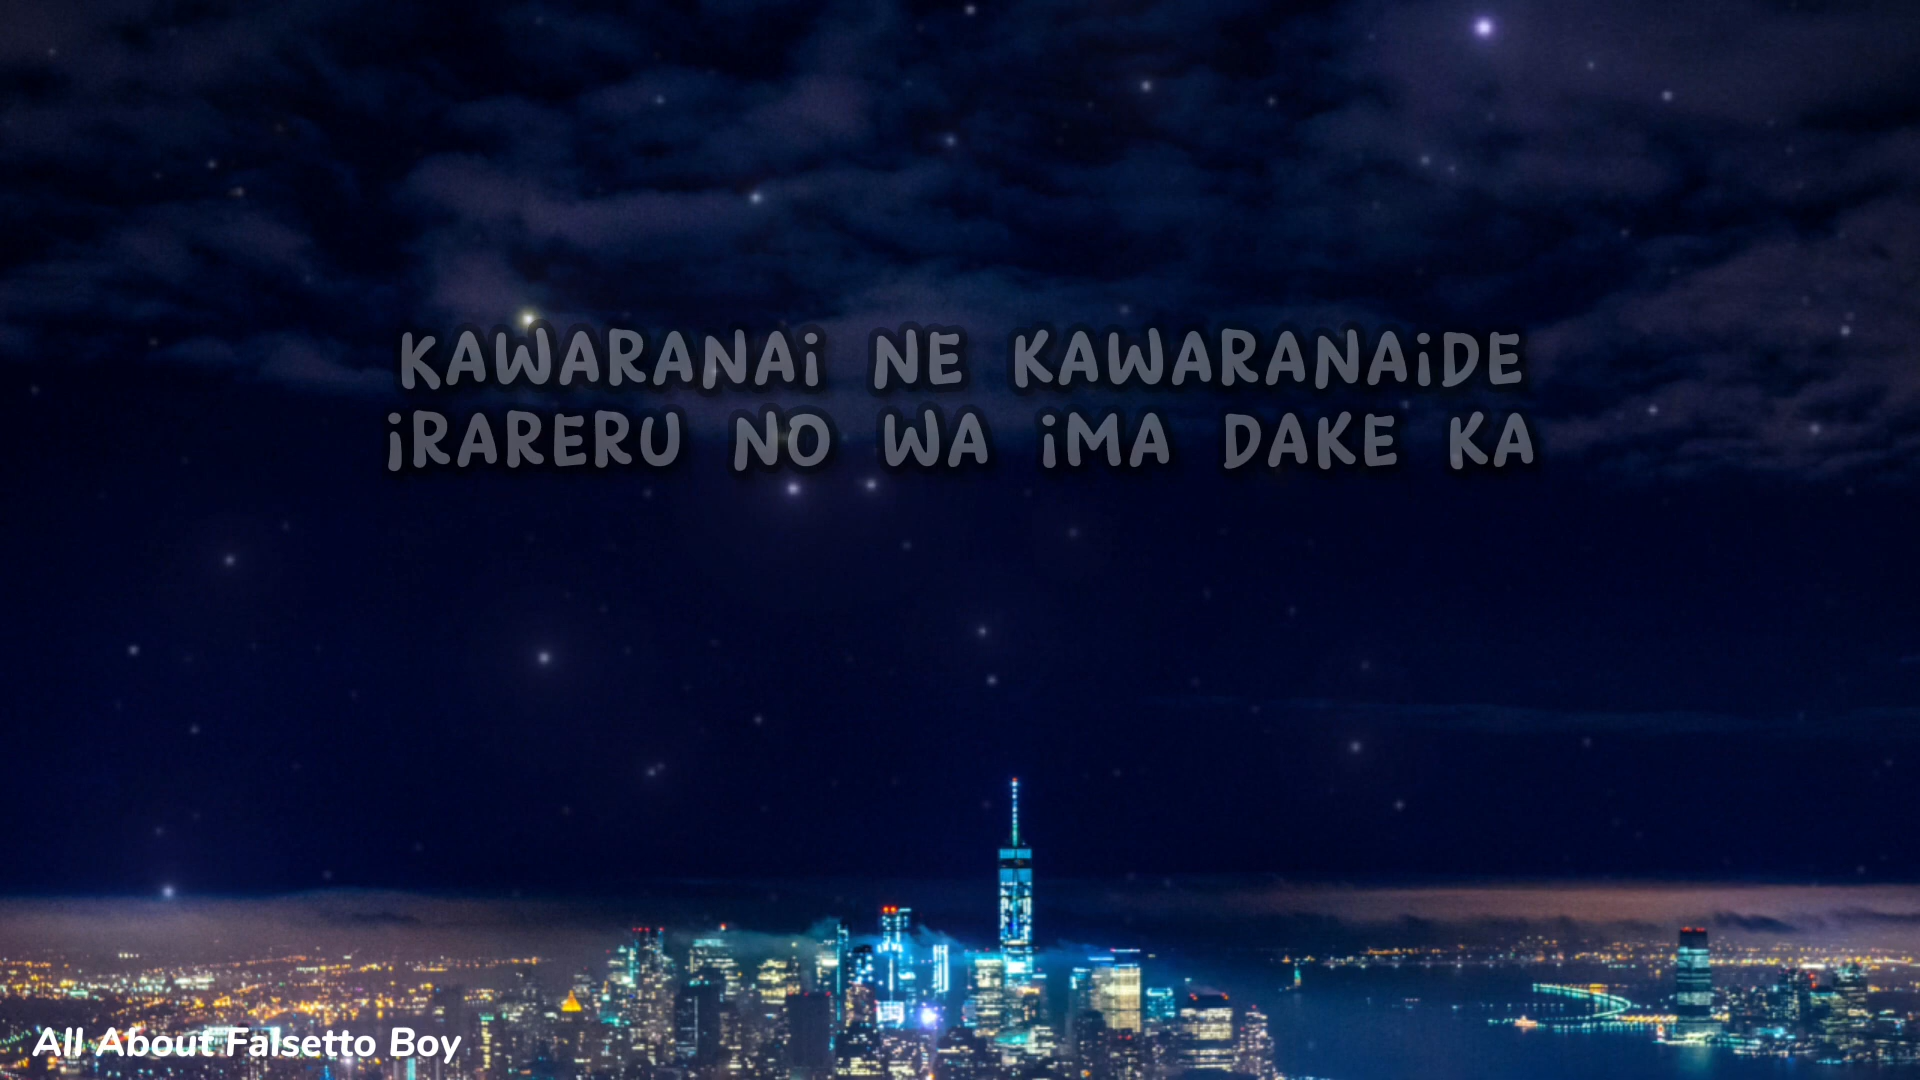 KAWARANAi NE KAWARANAiDE
iRARERU NO WA iMA DAKE KA
All About Falsetto Boy